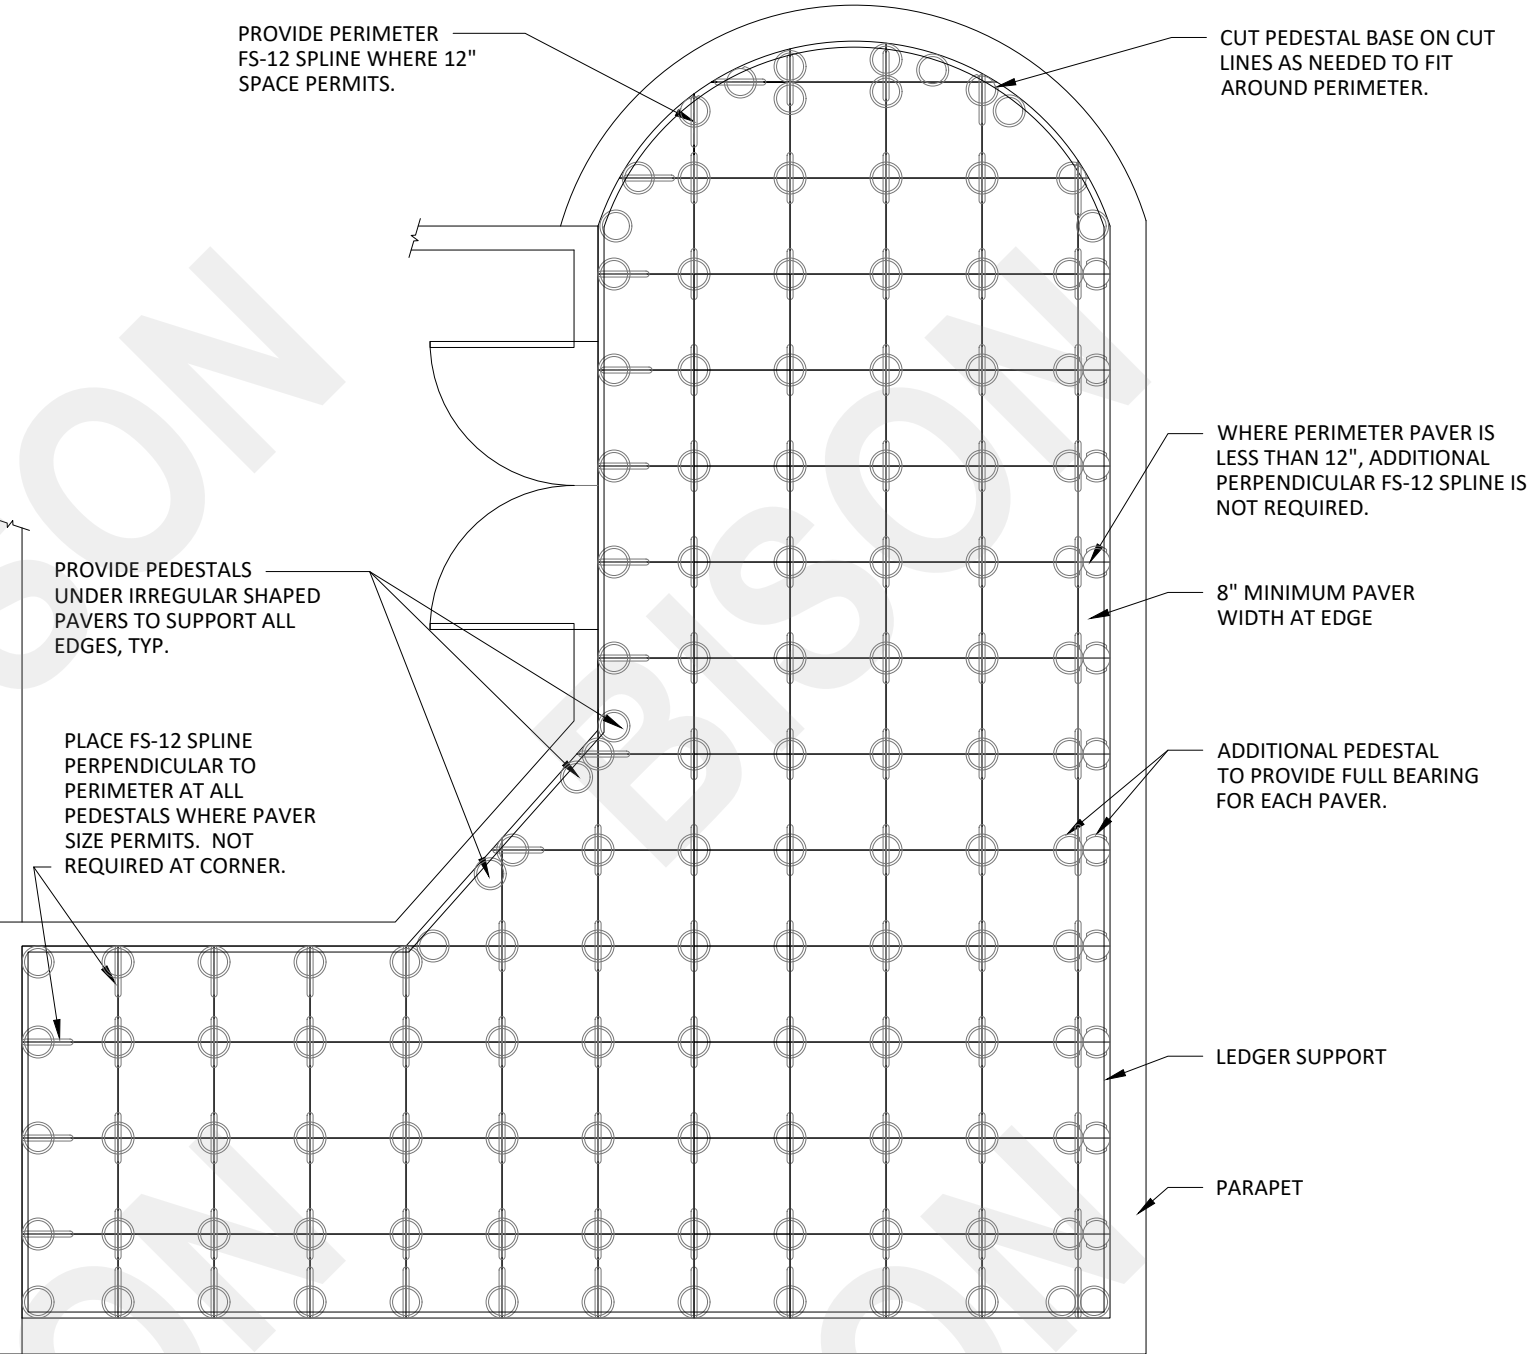 PROVIDE PERIMETER
FS-12 SPLINE WHERE 12"
SPACE PERMITS.
CUT PEDESTAL BASE ON CUT
LINES AS NEEDED TO FIT
AROUND PERIMETER.
WHERE PERIMETER PAVER IS
LESS THAN 12", ADDITIONAL
PERPENDICULAR FS-12 SPLINE IS
NOT REQUIRED.
PROVIDE PEDESTALS
UNDER IRREGULAR SHAPED
PAVERS TO SUPPORT ALL
EDGES, TYP.
8" MINIMUM PAVER
WIDTH AT EDGE
PLACE FS-12 SPLINE
PERPENDICULAR TO
PERIMETER AT ALL
PEDESTALS WHERE PAVER
SIZE PERMITS. NOT
REQUIRED AT CORNER.
ADDITIONAL PEDESTAL
TO PROVIDE FULL BEARING
FOR EACH PAVER.
LEDGER SUPPORT
PARAPET
BISON
ISON
ON
ON